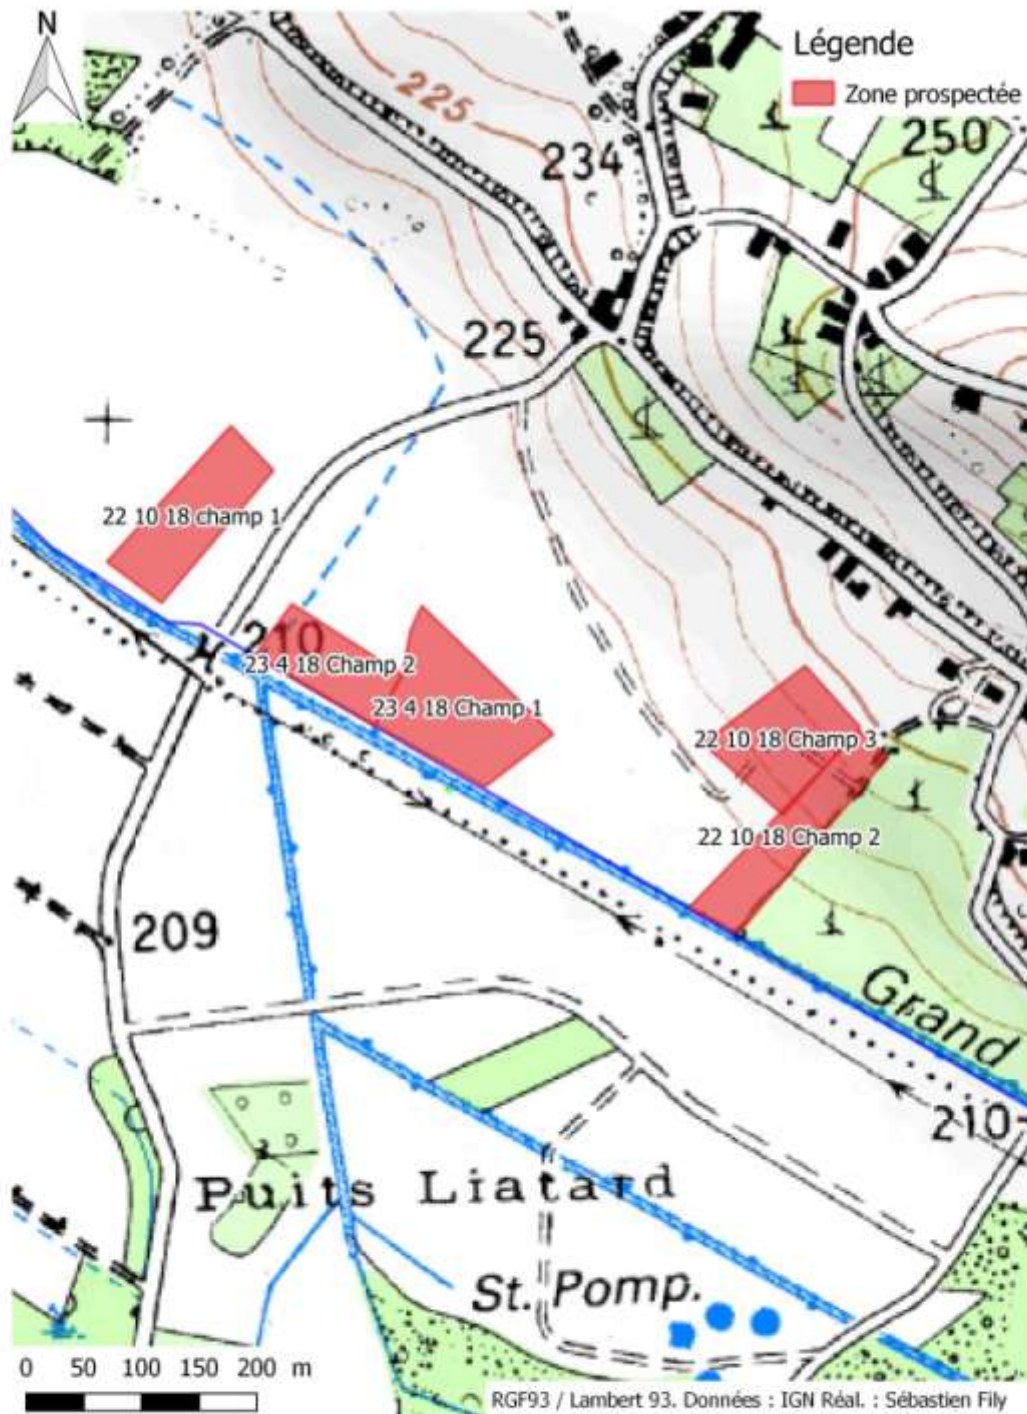 N
Légende
Zone prospectée
225
234
250
225
22 10 18 champ 1
210
23 4 18 Champ 2
23 4 18 Champ 1
22 10 18 Champ 3
22 10 18 Champ 2
209
Grand
210
Puits Liatard
St. Pomp.
0 50 100 150 200 m
RGF93 / Lambert 93. Données : IGN Réal. : Sébastien Fily